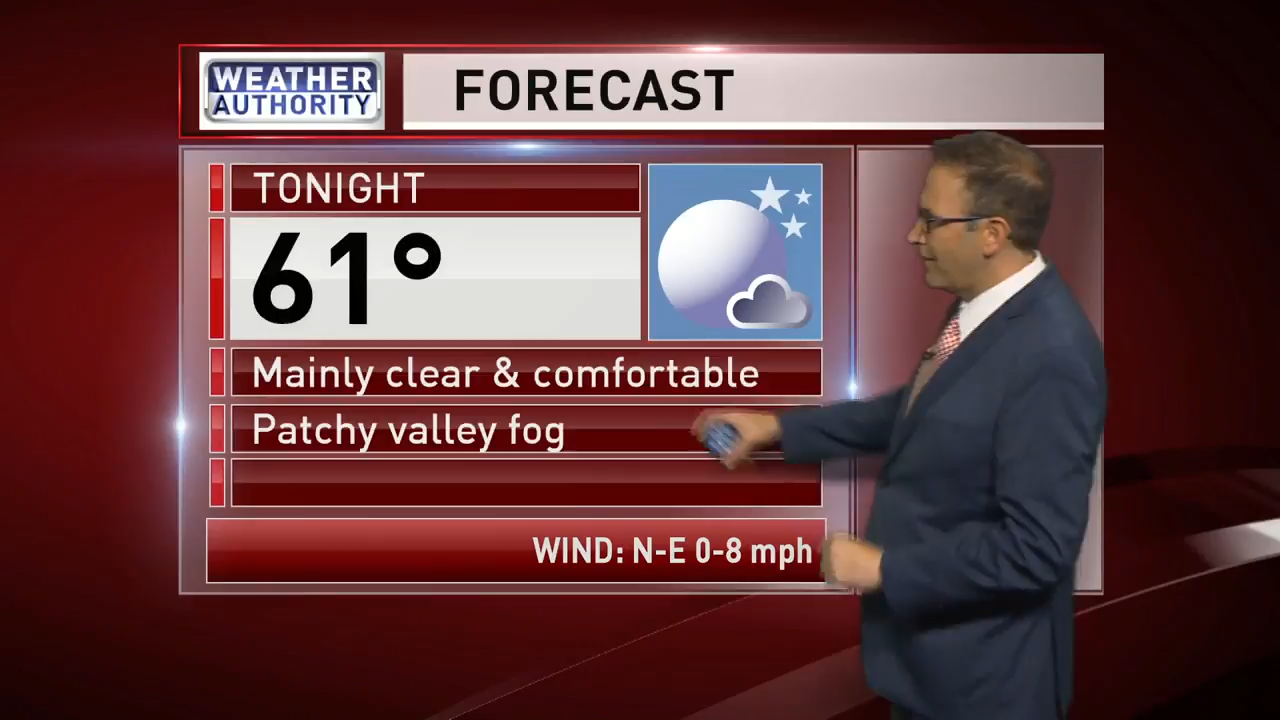 WEATHER
AUTHORITY
FORECAST
TONIGHT
61°
Mainly clear & comfortable
Patchy valley fog
WIND: N-E 0-8 mph